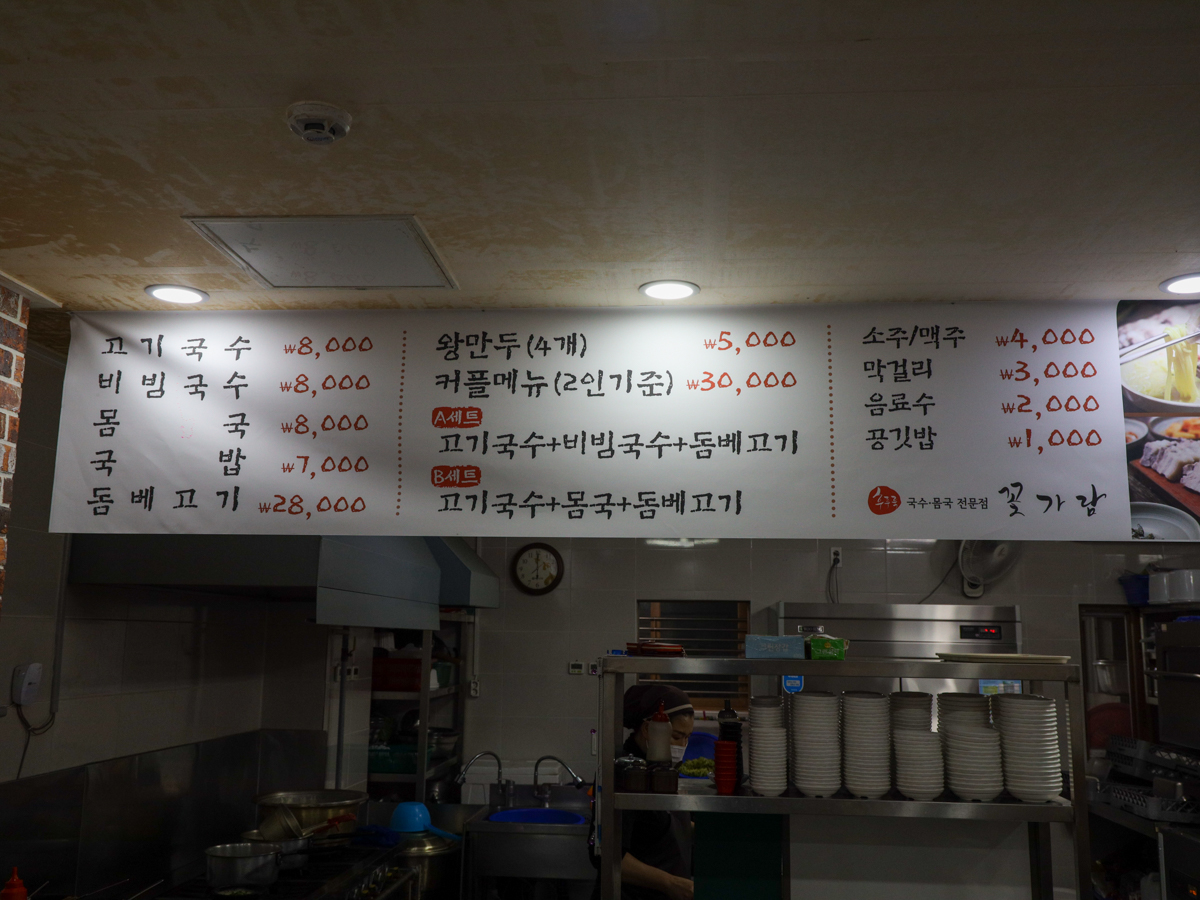 고기국수 ₩8,000
비빔국수 ₩8,000
몸국 ₩8,000
국밥 ₩7,000
돔베고기 ₩28,000
왕만두(4개) ₩5,000
커플메뉴(2인기준) ₩30,000
A세트
고기국수+비빔국수+돔베고기
B세트
고기국수+몸국+돔베고기
소주/맥주 ₩4,000
막걸리 ₩3,000
음료수 ₩2,000
공깃밥 ₩1,000
국수·몸국 전문점 꽃가람